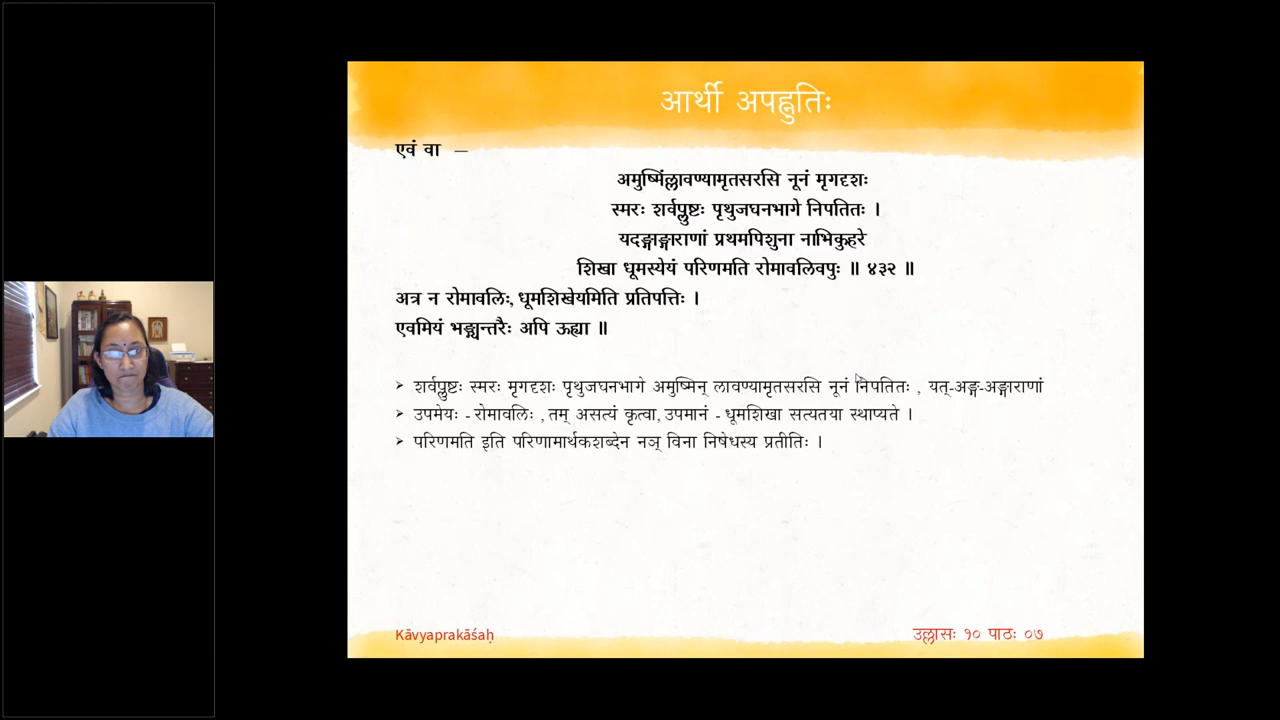 आर्थी अपह्नुतिः
एवं वा —
अमुष्मिंल्लावण्यामृतसरसि नूनं मृगदृशः
स्मरः शर्वप्लुष्टः पृथुजघनभागे निपतितः ।
यदङ्गाङ्गाराणां प्रथमपिशुना नाभिकुहरे
शिखा धूमस्येयं परिणमति रोमावलिवपुः ॥ ४३२ ॥
अत्र न रोमावलिः, धूमशिखेयमिति प्रतिपत्तिः ।
एवमियं भङ्ग्यन्तरैः अपि ऊह्या ॥
➢ शर्वप्लुष्टः स्मरः मृगदृशः पृथुजघनभागे अमुष्मिन् लावण्यामृतसरसि नूनं निपतितः , यत्-अङ्ग-अङ्गाराणां
➢ उपमेयः - रोमावलिः , तम् असत्यं कृत्वा, उपमानं - धूमशिखा सत्यतया स्थाप्यते ।
➢ परिणमति इति परिणामार्थकशब्देन नञ् विना निषेधस्य प्रतीतिः ।
Kāvyaprakāśaḥ उल्लासः १० पाठः ०७